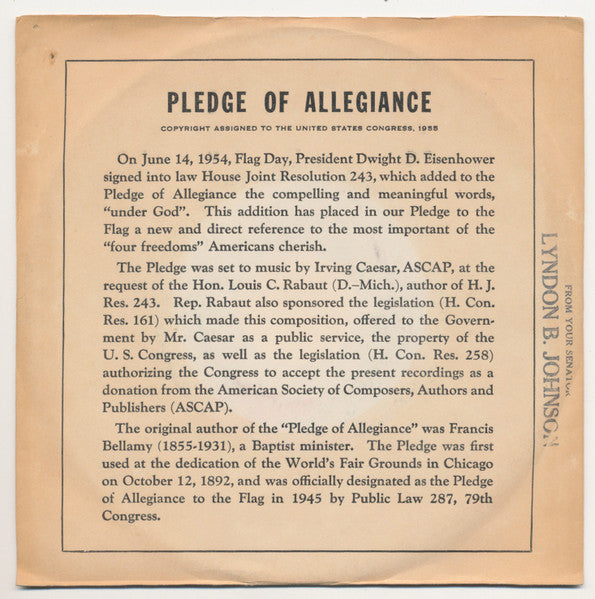 PLEDGE OF ALLEGIANCE
COPYRIGHT ASSIGNED TO THE UNITED STATES CONGRESS, 1955
On June 14, 1954, Flag Day, President Dwight D. Eisenhower
signed into law House Joint Resolution 243, which added to the
Pledge of Allegiance the compelling and meaningful words,
“under God”. This addition has placed in our Pledge to the
Flag a new and direct reference to the most important of the
“four freedoms” Americans cherish.
The Pledge was set to music by Irving Caesar, ASCAP, at the
request of the Hon. Louis C. Rabaut (D.–Mich.), author of H. J.
Res. 243. Rep. Rabaut also sponsored the legislation (H. Con.
Res. 161) which made this composition, offered to the Govern-
ment by Mr. Caesar as a public service, the property of the
U. S. Congress, as well as the legislation (H. Con. Res. 258)
authorizing the Congress to accept the present recordings as a
donation from the American Society of Composers, Authors and
Publishers (ASCAP).
The original author of the “Pledge of Allegiance” was Francis
Bellamy (1855-1931), a Baptist minister. The Pledge was first
used at the dedication of the World’s Fair Grounds in Chicago
on October 12, 1892, and was officially designated as the Pledge
of Allegiance to the Flag in 1945 by Public Law 287, 79th
Congress.
FROM YOUR SENATOR
LYNDON B. JOHNSON